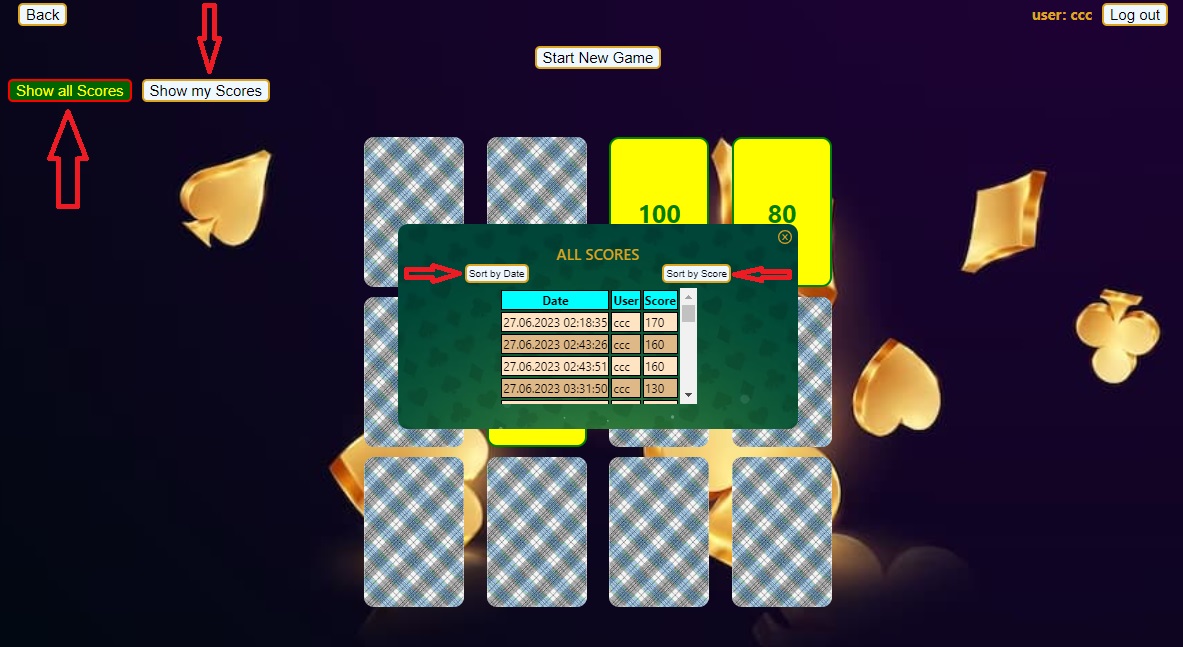 Back
user: ccc Log out
Start New Game
Show all Scores Show my Scores
100 80
ALL SCORES
Sort by Date Sort by Score
Date User Score
27.06.2023 02:18:35 ccc 170
27.06.2023 02:43:26 ccc 160
27.06.2023 02:43:51 ccc 160
27.06.2023 03:31:50 ccc 130